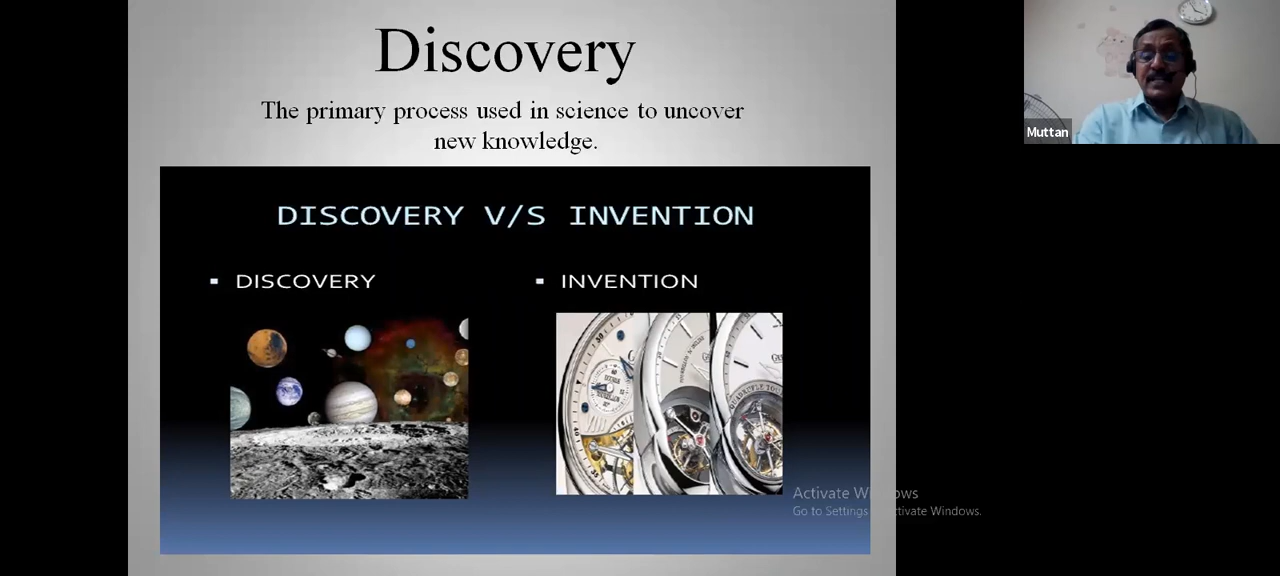 Discovery
The primary process used in science to uncover
new knowledge.
DISCOVERY V/S INVENTION
▪ DISCOVERY
▪ INVENTION
Muttan